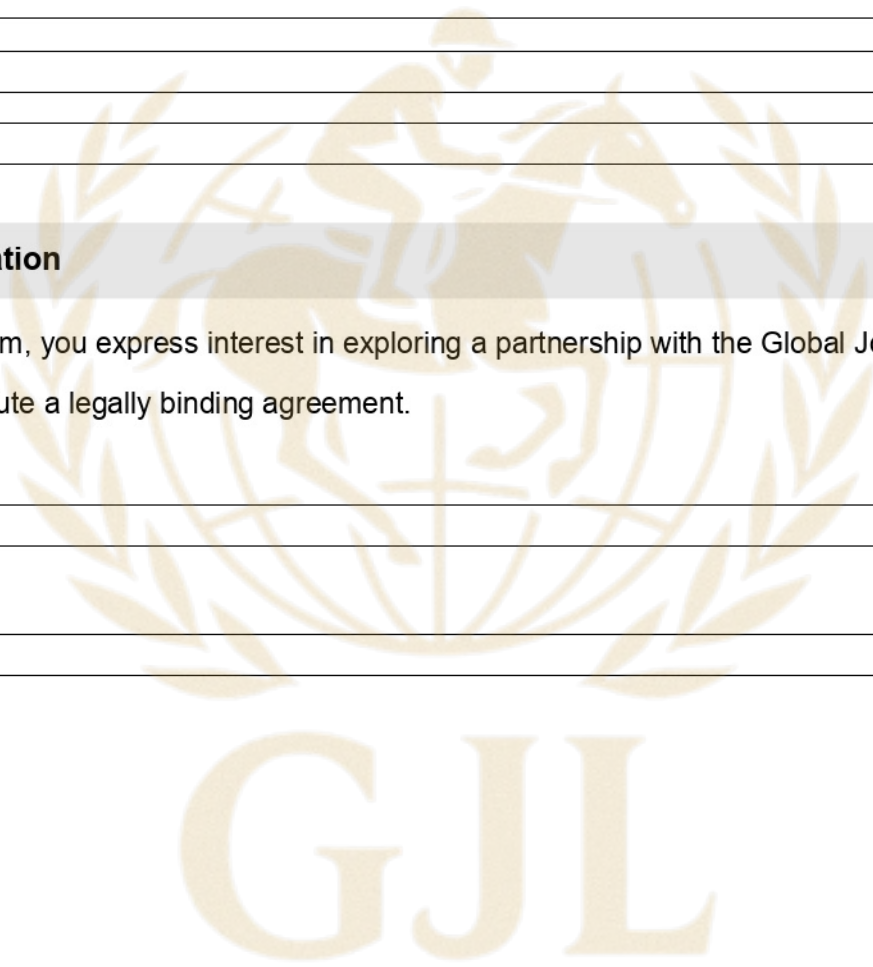 ation
m, you express interest in exploring a partnership with the Global Jo
ute a legally binding agreement.
GJL